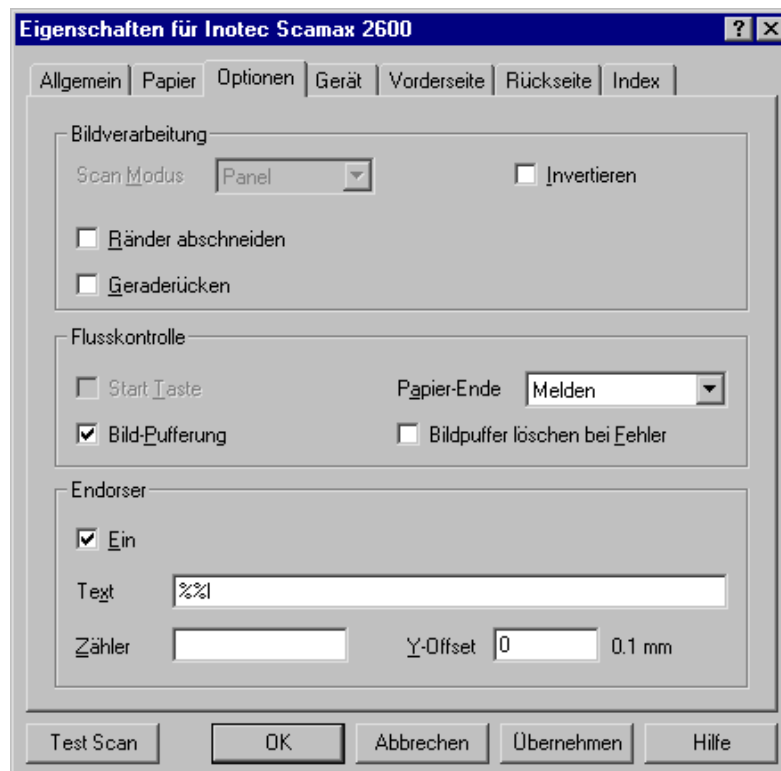 Eigenschaften für Inotec Scamax 2600
Allgemein Papier Optionen Gerät Vorderseite Rückseite Index
Bildverarbeitung
Scan Modus Panel Invertieren
Ränder abschneiden
Geraderücken
Flusskontrolle
Start Taste Papier-Ende Melden
Bild-Pufferung Bildpuffer löschen bei Fehler
Endorser
Ein
Text %%I
Zähler Y-Offset 0 0.1 mm
Test Scan OK Abbrechen Übernehmen Hilfe